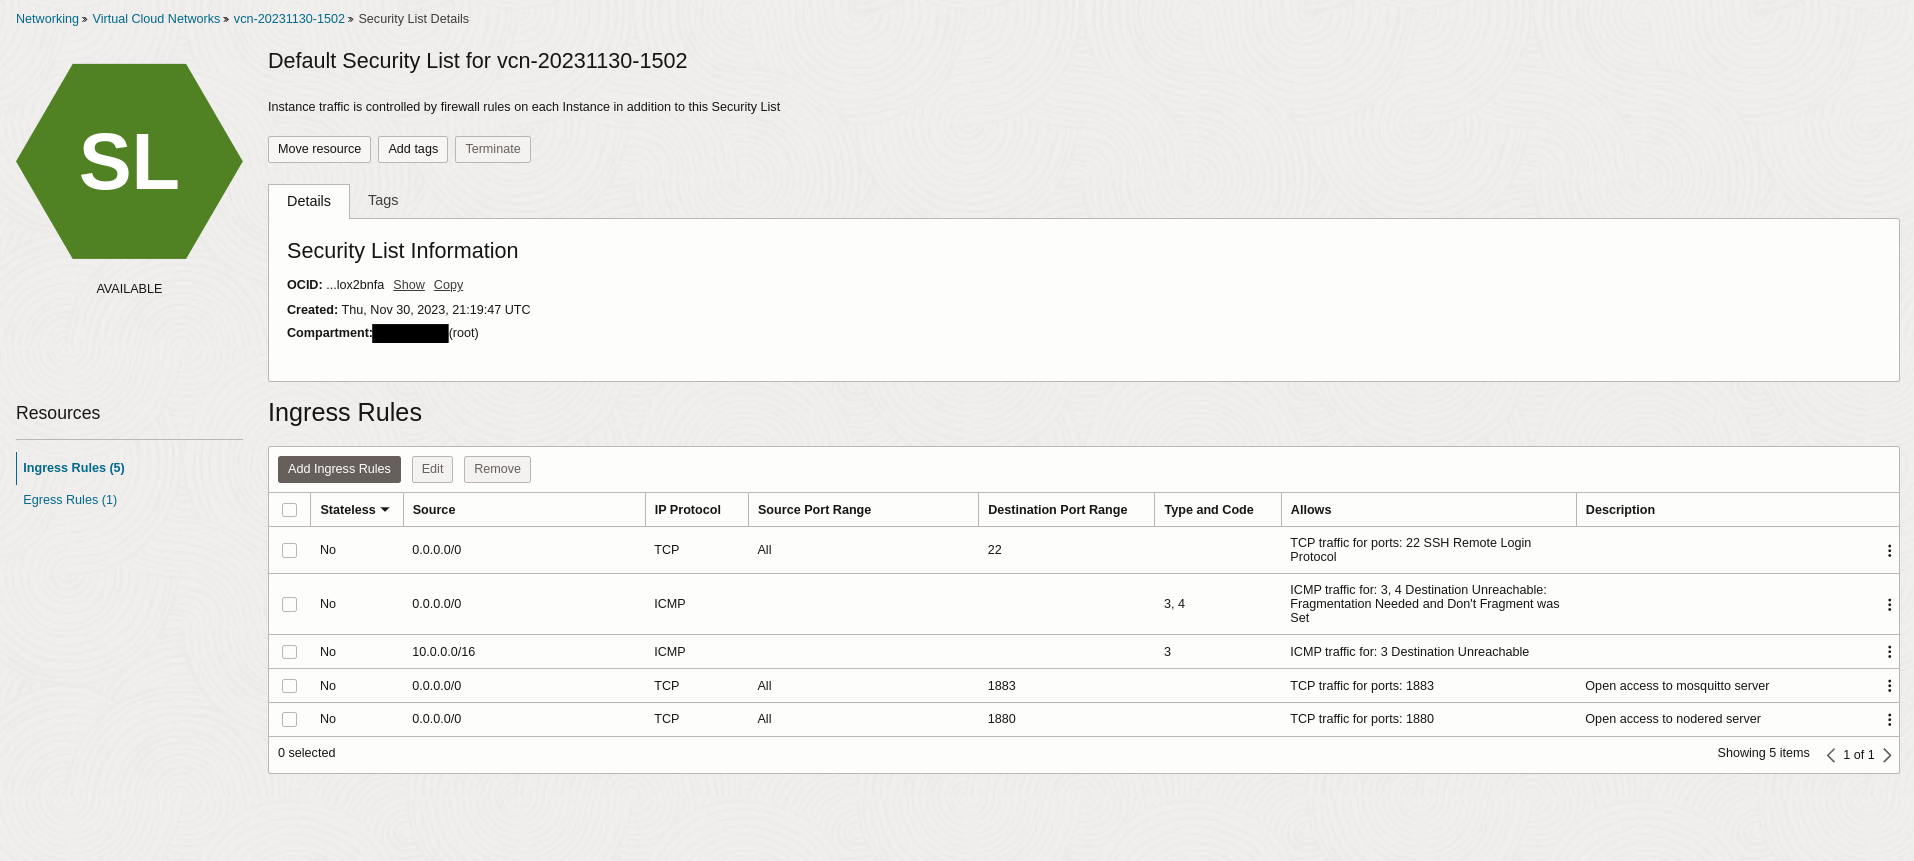 Networking » Virtual Cloud Networks » vcn-20231130-1502 » Security List Details
SL
AVAILABLE
Default Security List for vcn-20231130-1502
Instance traffic is controlled by firewall rules on each Instance in addition to this Security List
Move resource Add tags Terminate
Details Tags
Security List Information
OCID: ...lox2bnfa Show Copy
Created: Thu, Nov 30, 2023, 21:19:47 UTC
Compartment: (root)
Resources
Ingress Rules (5)
Egress Rules (1)
Ingress Rules
Add Ingress Rules Edit Remove
Stateless Source IP Protocol Source Port Range Destination Port Range Type and Code Allows Description
No 0.0.0.0/0 TCP All 22 TCP traffic for ports: 22 SSH Remote Login
Protocol
No 0.0.0.0/0 ICMP 3, 4 ICMP traffic for: 3, 4 Destination Unreachable:
Fragmentation Needed and Don't Fragment was
Set
No 10.0.0.0/16 ICMP 3 ICMP traffic for: 3 Destination Unreachable
No 0.0.0.0/0 TCP All 1883 TCP traffic for ports: 1883 Open access to mosquitto server
No 0.0.0.0/0 TCP All 1880 TCP traffic for ports: 1880 Open access to nodered server
0 selected Showing 5 items 1 of 1